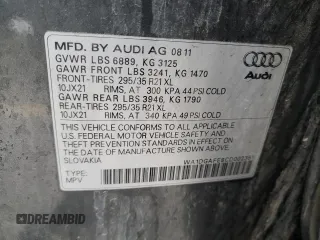 MFD. BY AUDI AG 0811
GVWR LBS 6889, KG 3125
GAWR FRONT LBS 3241, KG 1470
FRONT-TIRES 295/35 R21 XL
10JX21 RIMS, AT 300 KPA 44 PSI COLD
GAWR REAR LBS 3946, KG 1790
REAR-TIRES 295/35 R21 XL
10JX21 RIMS, AT 340 KPA 49 PSI COLD
Audi
THIS VEHICLE CONFORMS TO ALL APPLICABLE
FEDERAL MOTOR VEHICLE SAFETY AND
THEFT PREVENTION STANDARDS IN EFFECT ON
THE DATE OF MANUFACTURE SHOWN ABOVE
SLOVAKIA
TYPE:
MPV
DREAMBID